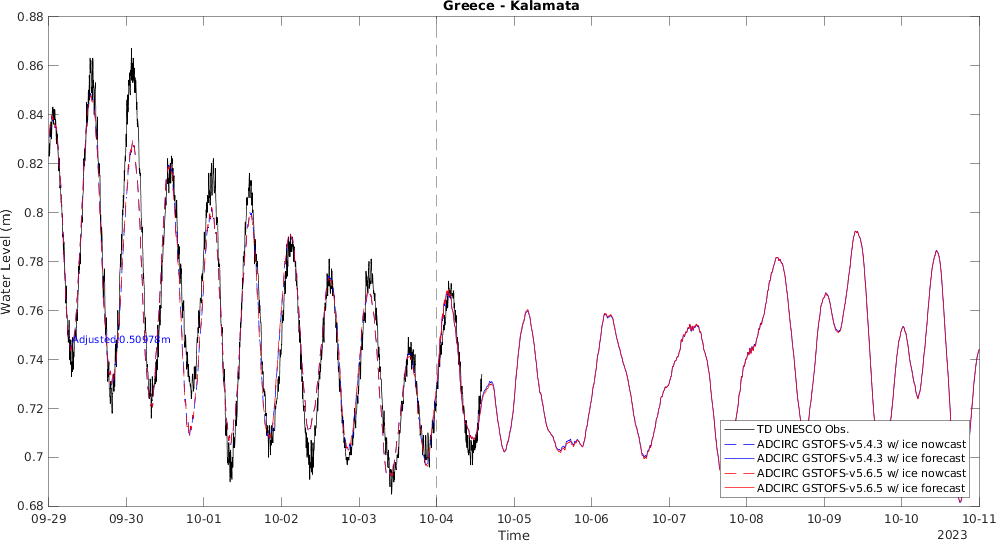 Greece - Kalamata
0.88
0.86
0.84
0.82
0.8
0.78
0.76
0.74
0.72
0.7
0.68
Water Level (m)
Adjusted 0.50978m
TD UNESCO Obs.
ADCIRC GSTOFS-v5.4.3 w/ ice nowcast
ADCIRC GSTOFS-v5.4.3 w/ ice forecast
ADCIRC GSTOFS-v5.6.5 w/ ice nowcast
ADCIRC GSTOFS-v5.6.5 w/ ice forecast
09-29 09-30 10-01 10-02 10-03 10-04 10-05 10-06 10-07 10-08 10-09 10-10 10-11
Time
2023